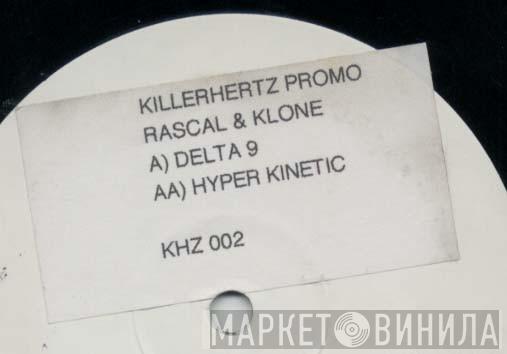 KILLERHERTZ PROMO
RASCAL & KLONE
A) DELTA 9
AA) HYPER KINETIC
KHZ 002
МАРКЕТ ВИНИЛА